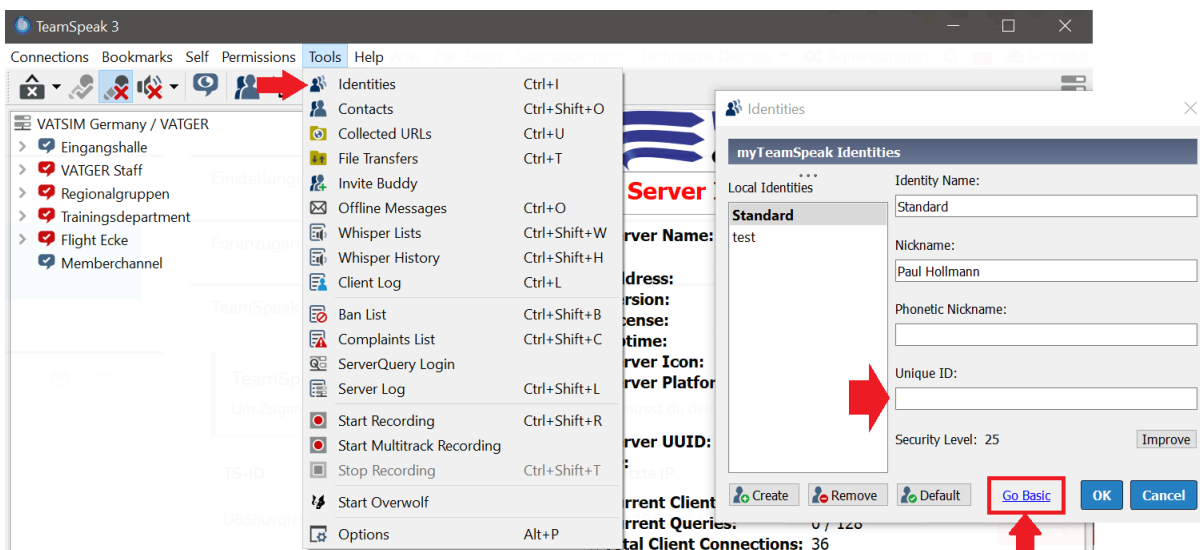 TeamSpeak 3
Connections Bookmarks Self Permissions Tools Help
VATSIM Germany / VATGER
Eingangshalle
VATGER Staff
Regionalgruppen
Trainingsdepartment
Flight Ecke
Memberchannel
Identities Ctrl+I
Contacts Ctrl+Shift+O
Collected URLs Ctrl+U
File Transfers Ctrl+T
Invite Buddy
Offline Messages Ctrl+O
Whisper Lists Ctrl+Shift+W
Whisper History Ctrl+Shift+H
Client Log Ctrl+L
Ban List Ctrl+Shift+B
Complaints List Ctrl+Shift+C
ServerQuery Login
Server Log Ctrl+Shift+L
Start Recording Ctrl+Shift+R
Start Multitrack Recording
Stop Recording Ctrl+Shift+T
Start Overwolf
Options Alt+P
Server
rver Name:
ldress:
rsion:
cense:
otime:
rver Icon:
rver Platfor
rver UUID:
rrent Client
rrent Queries: 0 / 128
tal Client Connections: 36
Identities
myTeamSpeak Identities
Local Identities
Standard
test
Identity Name:
Standard
Nickname:
Paul Hollmann
Phonetic Nickname:
Unique ID:
Security Level: 25 Improve
Create Remove Default Go Basic OK Cancel